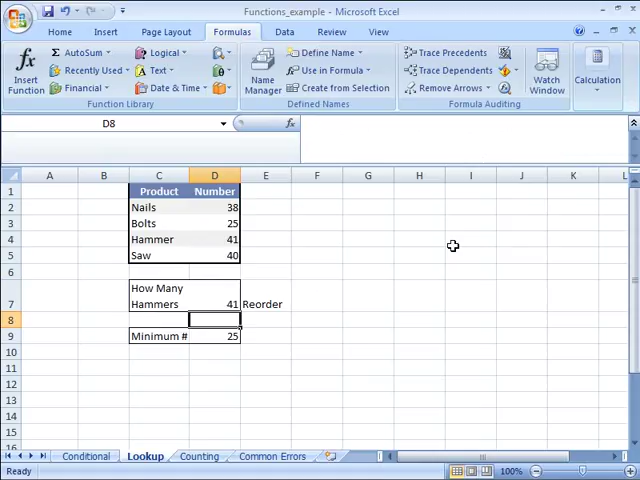 Functions_example - Microsoft Excel
Home Insert Page Layout Formulas Data Review View
fx Insert Function
AutoSum
Recently Used
Financial
Logical
Text
Date & Time
Function Library
Name Manager
Define Name
Use in Formula
Create from Selection
Defined Names
Trace Precedents
Trace Dependents
Remove Arrows
Formula Auditing
Watch Window
Calculation
D8 fx
A B C D E F G H I J K L
1 Product Number
2 Nails 38
3 Bolts 25
4 Hammer 41
5 Saw 40
6
How Many
7 Hammers 41 Reorder
8
9 Minimum # 25
10
11
12
13
14
15
16
Conditional Lookup Counting Common Errors
Ready 100%